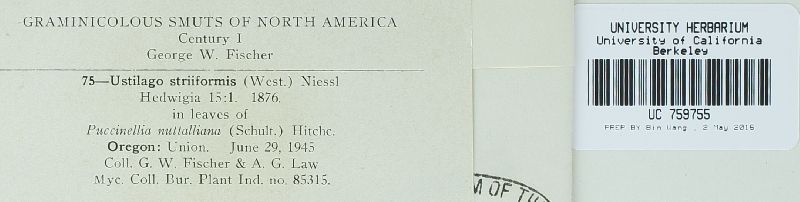 GRAMINICOLOUS SMUTS OF NORTH AMERICA
Century I
George W. Fischer
75—Ustilago striiformis (West.) Niessl
Hedwigia 15:1. 1876.
in leaves of
Puccinellia nuttalliana (Schult.) Hitchc.
Oregon: Union. June 29, 1945
Coll. G. W. Fischer & A. G. Law
Myc. Coll. Bur. Plant Ind. no. 85315.
M OF T
UNIVERSITY HERBARIUM
University of California
Berkeley
UC 759755
PREP BY Bin Wang , 2 May 2016